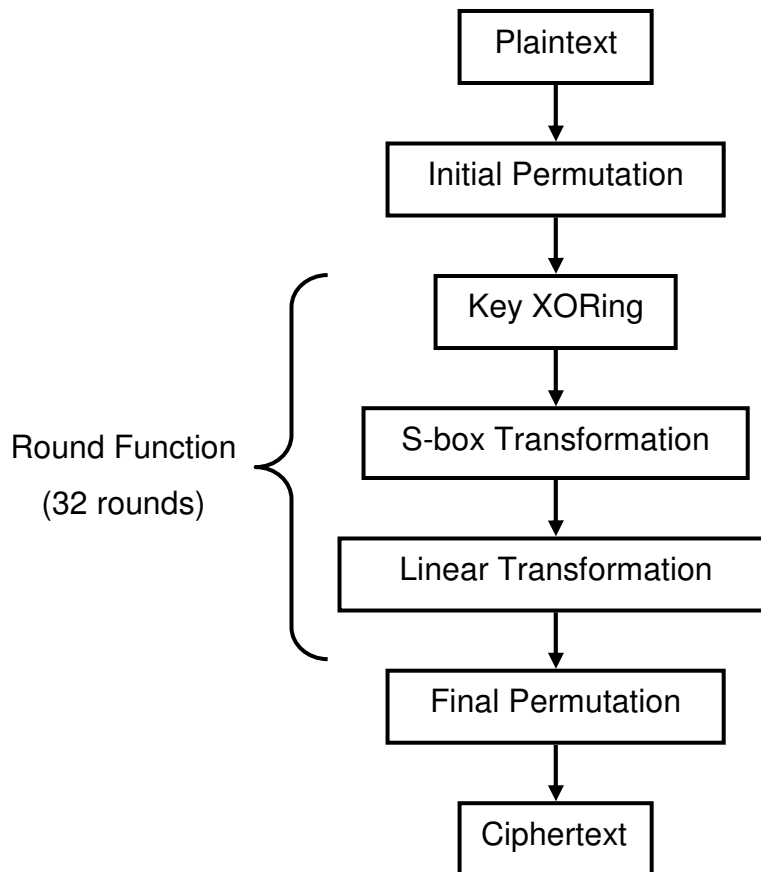 Plaintext
Initial Permutation
Key XORing
S-box Transformation
Round Function
(32 rounds)
Linear Transformation
Final Permutation
Ciphertext